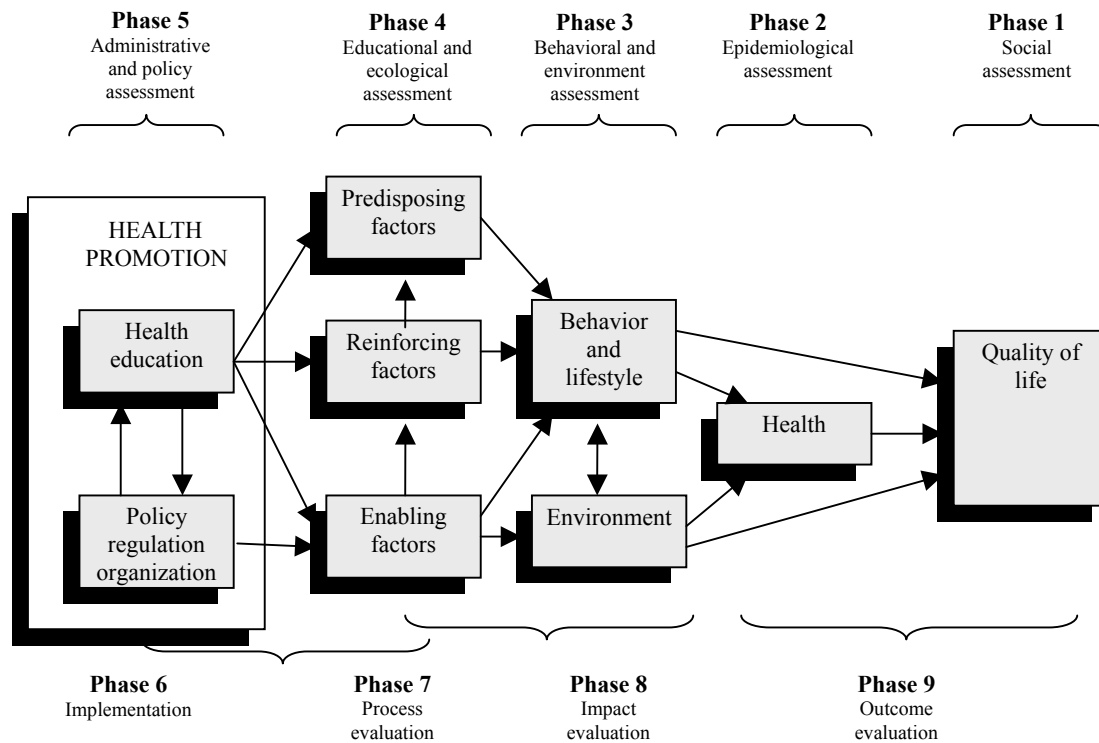 Phase 5
Administrative
and policy
assessment
Phase 4
Educational and
ecological
assessment
Phase 3
Behavioral and
environment
assessment
Phase 2
Epidemiological
assessment
Phase 1
Social
assessment
HEALTH
PROMOTION
Health
education
Policy
regulation
organization
Predisposing
factors
Reinforcing
factors
Enabling
factors
Behavior
and
lifestyle
Environment
Health
Quality of
life
Phase 6
Implementation
Phase 7
Process
evaluation
Phase 8
Impact
evaluation
Phase 9
Outcome
evaluation